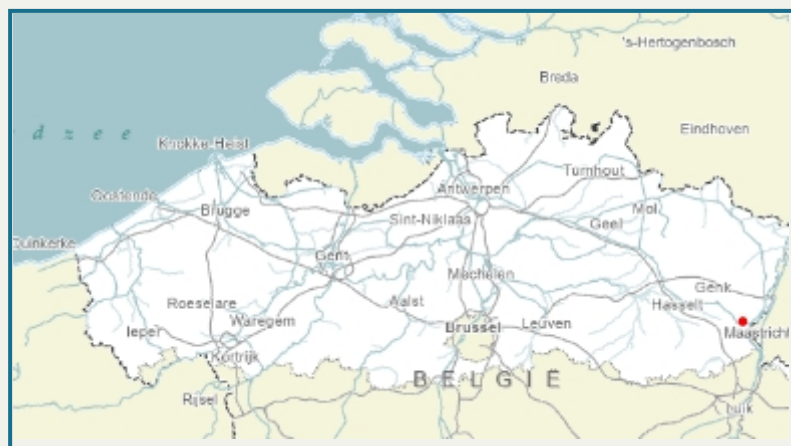 's-Hertogenbosch
Breda
d z e e
Eindhoven
Knokke-Heist
Turnhout
Antwerpen
Oostende
Mol
Brugge
Sint-Niklaas
Geel
Duinkerke
Gent
Mechelen
Genk
Roeselare
Aalst
Hasselt
Ieper
Waregem
Brussel
Leuven
Maastricht
Kortrijk
BELGIË
Rijsel
Luik